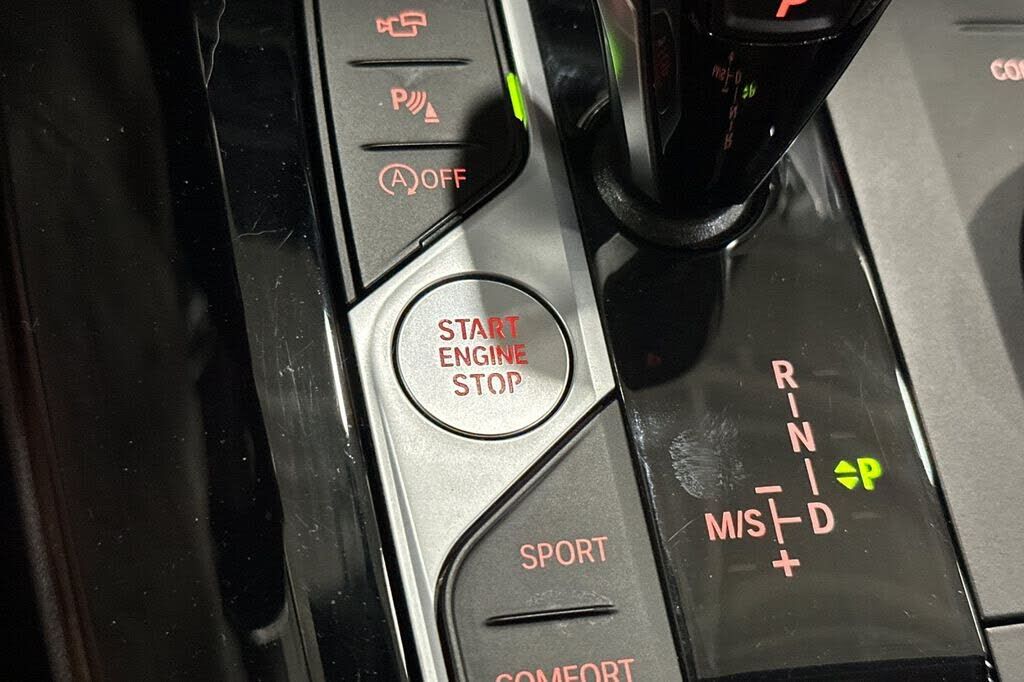 P
P
A OFF
START
ENGINE
STOP
R
N
P
M/S D
+
SPORT
COMFORT